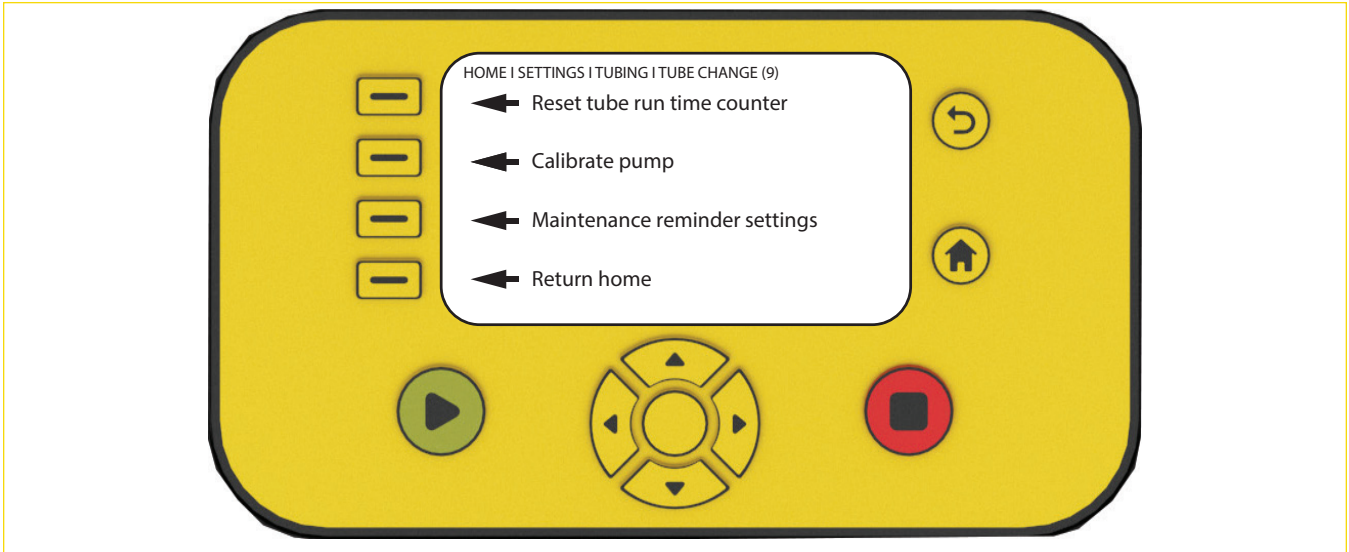 HOME I SETTINGS I TUBING I TUBE CHANGE (9)
Reset tube run time counter
Calibrate pump
Maintenance reminder settings
Return home